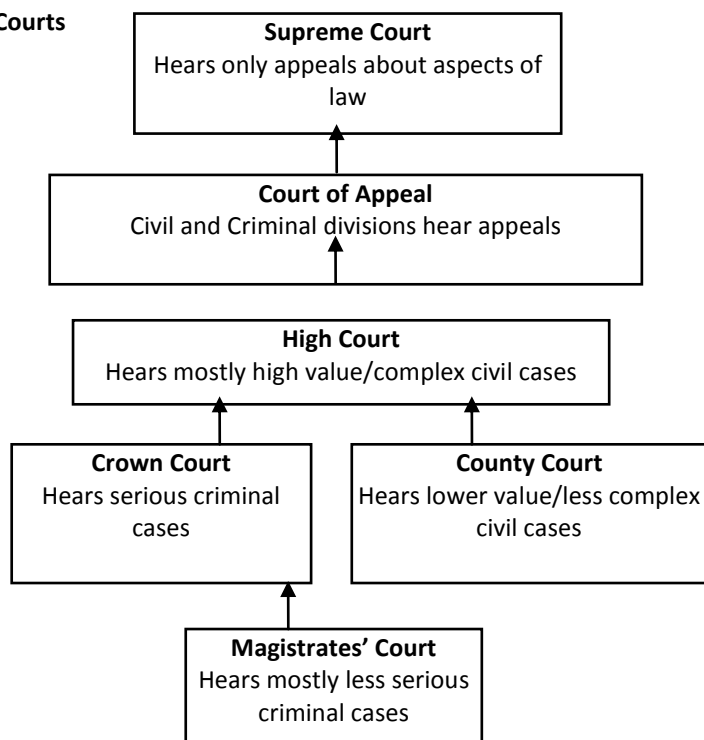 Courts
Supreme Court
Hears only appeals about aspects of
law
Court of Appeal
Civil and Criminal divisions hear appeals
High Court
Hears mostly high value/complex civil cases
Crown Court
Hears serious criminal
cases
County Court
Hears lower value/less complex
civil cases
Magistrates’ Court
Hears mostly less serious
criminal cases